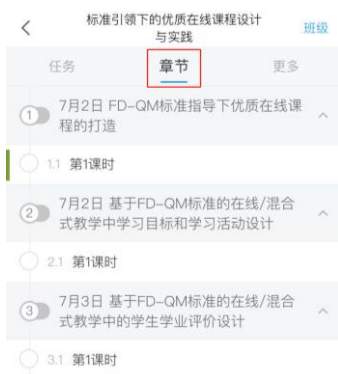 标准引领下的优质在线课程设计
与实践
班级
任务
章节
更多
1
7月2日 FD-QM标准指导下优质在线课
程的打造
1.1 第1课时
2
7月2日 基于FD-QM标准的在线/混合
式教学中学习目标和学习活动设计
2.1 第1课时
3
7月3日 基于FD-QM标准的在线/混合
式教学中的学生学业评价设计
3.1 第1课时